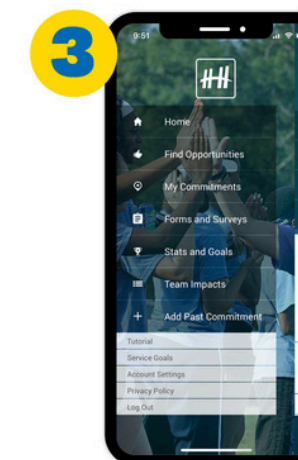 3
9:51
Home
Find Opportunities
My Commitments
Forms and Surveys
Stats and Goals
Team Impacts
Add Past Commitment
Tutorial
Service Goals
Account Settings
Privacy Policy
Log Out